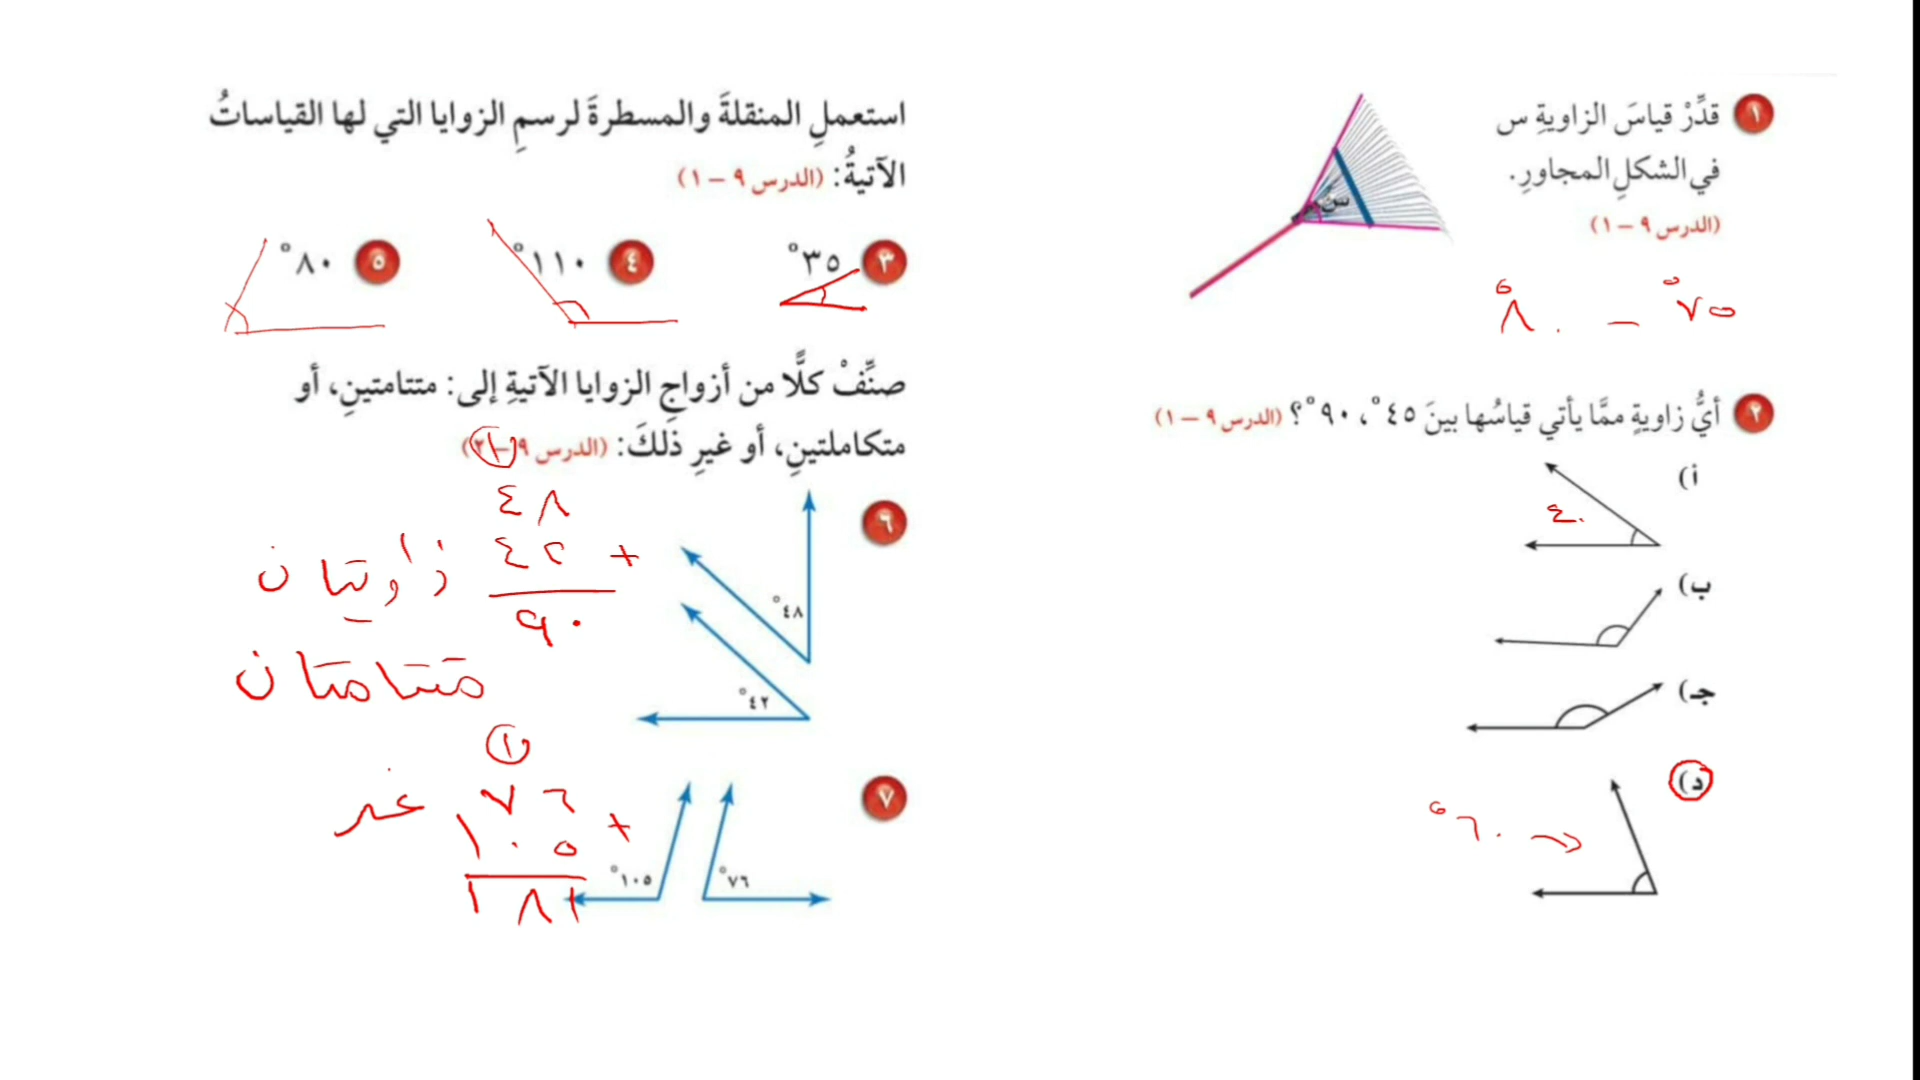 ١ قدِّرْ قياسَ الزاويةِ س
في الشكلِ المجاورِ.
(الدرس ٩ – ١)
س
°٨٠ – °٧٥
٢ أيُّ زاويةٍ ممَّا يأتي قياسُها بينَ ٤٥°، ٩٠°؟ (الدرس ٩ – ١)
أ)
٤٠
ب)
جـ)
د)
°٦٠
استعملِ المنقلةَ والمسطرةَ لرسمِ الزوايا التي لها القياساتُ
الآتيةُ: (الدرس ٩ – ١)
٣ °٣٥
٤ °١١٠
٥ °٨٠
صنِّفْ كلًّا من أزواجِ الزوايا الآتيةِ إلى: متتامتينِ، أو
متكاملتينِ، أو غيرِ ذلكَ: (الدرس ٩ – ٢)
٦
°٤٨
°٤٢
١
٤٨
+ ٤٢
٩٠
زاويتان
متتامتان
٧
°٧٦
°١٠٥
١
٧٦
+ ١٠٥
١٨١
غير